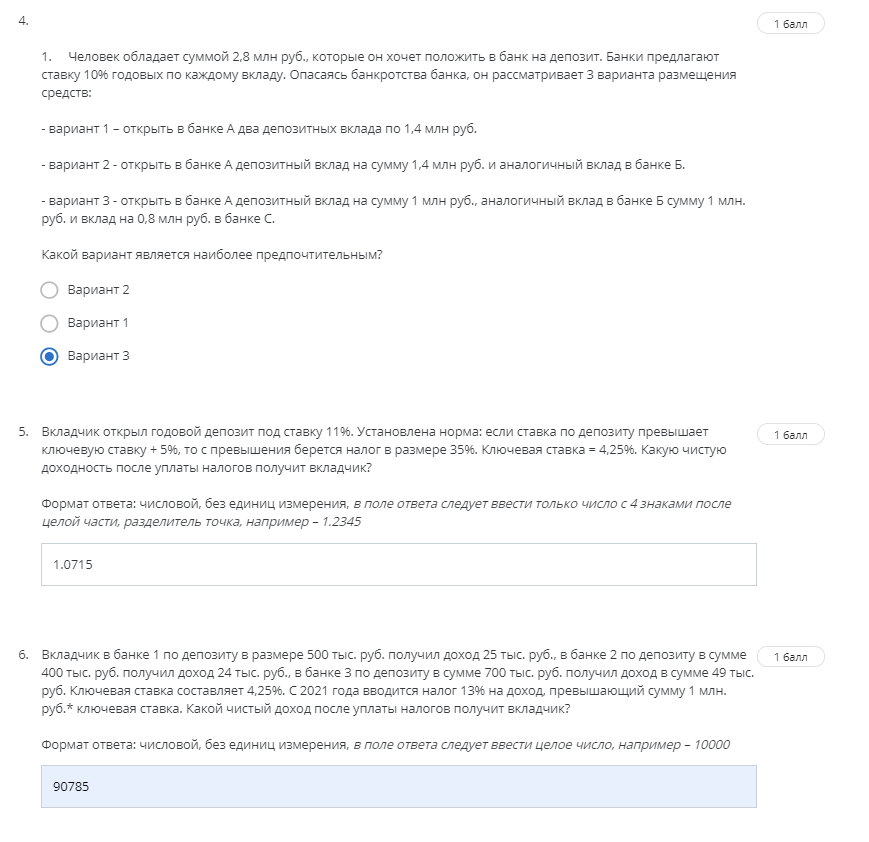 4.
1 балл
1. Человек обладает суммой 2,8 млн руб., которые он хочет положить в банк на депозит. Банки предлагают
ставку 10% годовых по каждому вкладу. Опасаясь банкротства банка, он рассматривает 3 варианта размещения
средств:
- вариант 1 – открыть в банке А два депозитных вклада по 1,4 млн руб.
- вариант 2 - открыть в банке А депозитный вклад на сумму 1,4 млн руб. и аналогичный вклад в банке Б.
- вариант 3 - открыть в банке А депозитный вклад на сумму 1 млн руб., аналогичный вклад в банке Б сумму 1 млн.
руб. и вклад на 0,8 млн руб. в банке С.
Какой вариант является наиболее предпочтительным?
Вариант 2
Вариант 1
Вариант 3
5. Вкладчик открыл годовой депозит под ставку 11%. Установлена норма: если ставка по депозиту превышает
1 балл
ключевую ставку + 5%, то с превышения берется налог в размере 35%. Ключевая ставка = 4,25%. Какую чистую
доходность после уплаты налогов получит вкладчик?
Формат ответа: числовой, без единиц измерения, в поле ответа следует ввести только число с 4 знаками после
целой части, разделитель точка, например – 1.2345
1.0715
6. Вкладчик в банке 1 по депозиту в размере 500 тыс. руб. получил доход 25 тыс. руб., в банке 2 по депозиту в сумме
1 балл
400 тыс. руб. получил доход 24 тыс. руб., в банке 3 по депозиту в сумме 700 тыс. руб. получил доход в сумме 49 тыс.
руб. Ключевая ставка составляет 4,25%. С 2021 года вводится налог 13% на доход, превышающий сумму 1 млн.
руб.* ключевая ставка. Какой чистый доход после уплаты налогов получит вкладчик?
Формат ответа: числовой, без единиц измерения, в поле ответа следует ввести целое число, например – 10000
90785